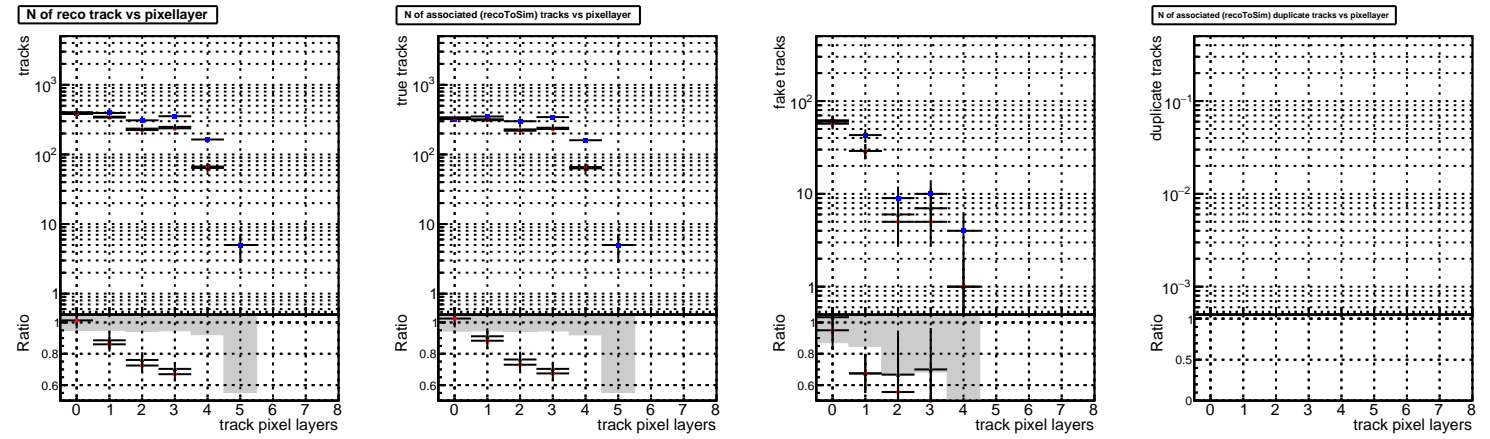 N of reco track vs pixellayer
tracks
10³
10²
10
1
Ratio
1
0.8
0.6
0 1 2 3 4 5 6 7 8
track pixel layers
N of associated (recoToSim) tracks vs pixellayer
true tracks
10³
10²
10
1
Ratio
1
0.8
0.6
0 1 2 3 4 5 6 7 8
track pixel layers
fake tracks
10²
10
1
Ratio
1
0.8
0.6
0 1 2 3 4 5 6 7 8
track pixel layers
N of associated (recoToSim) duplicate tracks vs pixellayer
duplicate tracks
10⁻¹
10⁻²
10⁻³
Ratio
1
0.5
0
0 1 2 3 4 5 6 7 8
track pixel layers